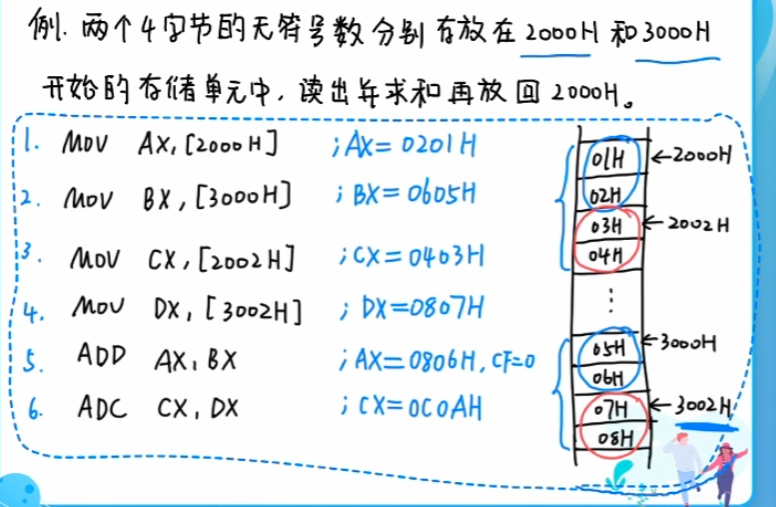 例. 两个4字节的无符号数分别存放在2000H和3000H
开始的存储单元中, 读出并求和再放回2000H。
1. MOV AX, [2000H] ; AX= 0201H
2. MOV BX, [3000H] ; BX= 0605H
3. MOV CX, [2002H] ; CX= 0403H
4. MOV DX, [3002H] ; DX=0807H
5. ADD AX, BX ; AX=0806H, CF=0
6. ADC CX, DX ; CX=0C0AH
01H ←2000H
02H
03H ←2002H
04H
⋮
05H ←3000H
06H
07H ←3002H
08H